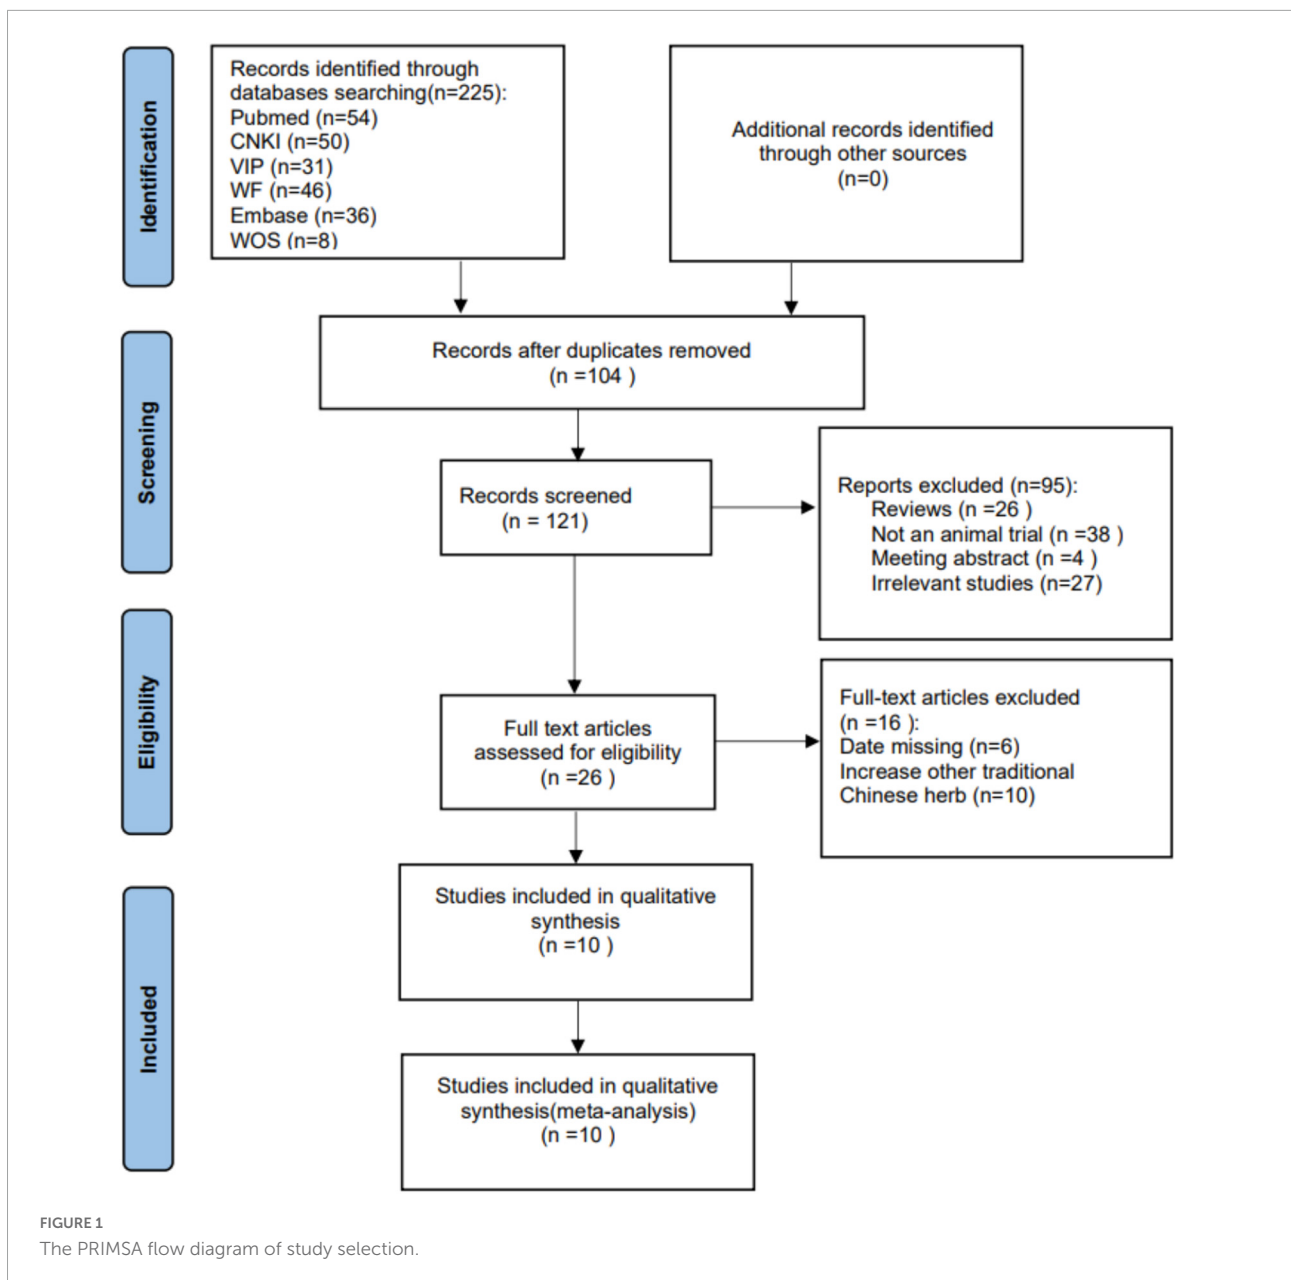 Identification
Records identified through
databases searching(n=225):
Pubmed (n=54)
CNKI (n=50)
VIP (n=31)
WF (n=46)
Embase (n=36)
WOS (n=8)
Additional records identified
through other sources
(n=0)
Screening
Records after duplicates removed
(n =104 )
Records screened
(n = 121)
Reports excluded (n=95):
Reviews (n =26 )
Not an animal trial (n =38 )
Meeting abstract (n =4 )
Irrelevant studies (n=27)
Eligibility
Full text articles
assessed for eligibility
(n =26 )
Full-text articles excluded
(n =16 ):
Date missing (n=6)
Increase other traditional
Chinese herb (n=10)
Included
Studies included in qualitative
synthesis
(n =10 )
Studies included in qualitative
synthesis(meta-analysis)
(n =10 )
FIGURE 1
The PRIMSA flow diagram of study selection.